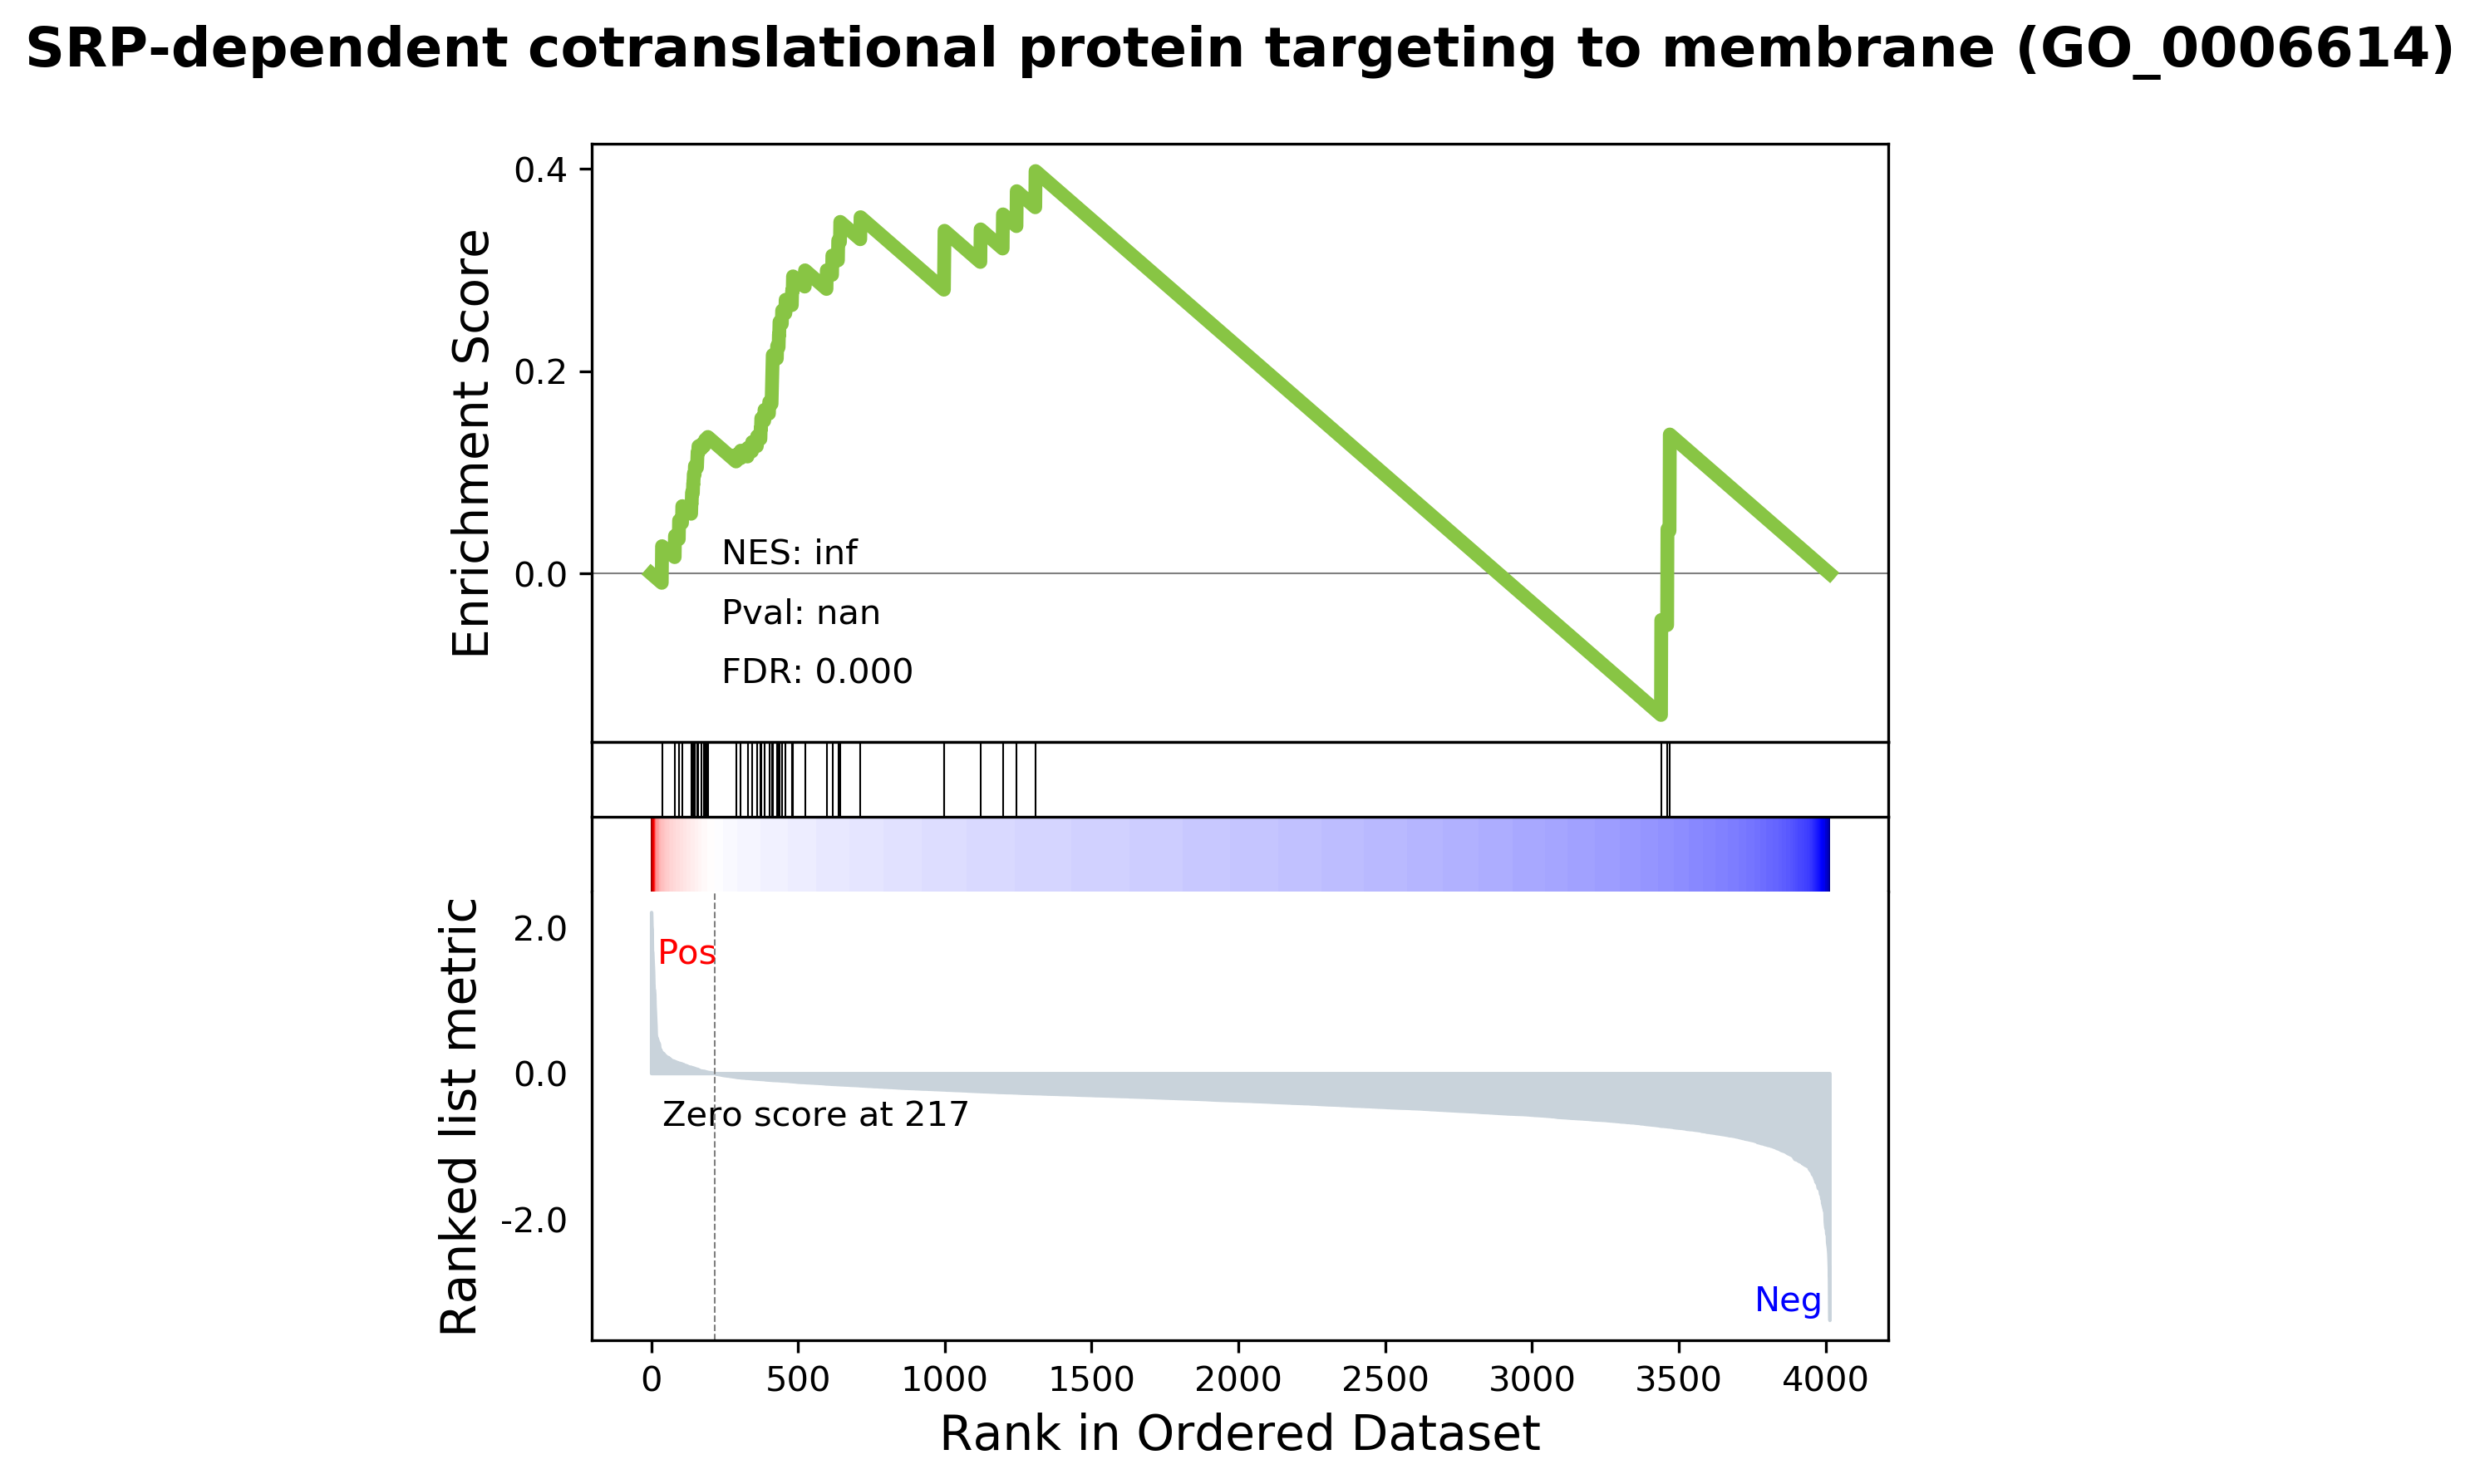 SRP-dependent cotranslational protein targeting to membrane (GO_0006614)
Enrichment Score
0.4
0.2
0.0
NES: inf
Pval: nan
FDR: 0.000
Ranked list metric
2.0
0.0
-2.0
Pos
Zero score at 217
Neg
0 500 1000 1500 2000 2500 3000 3500 4000
Rank in Ordered Dataset